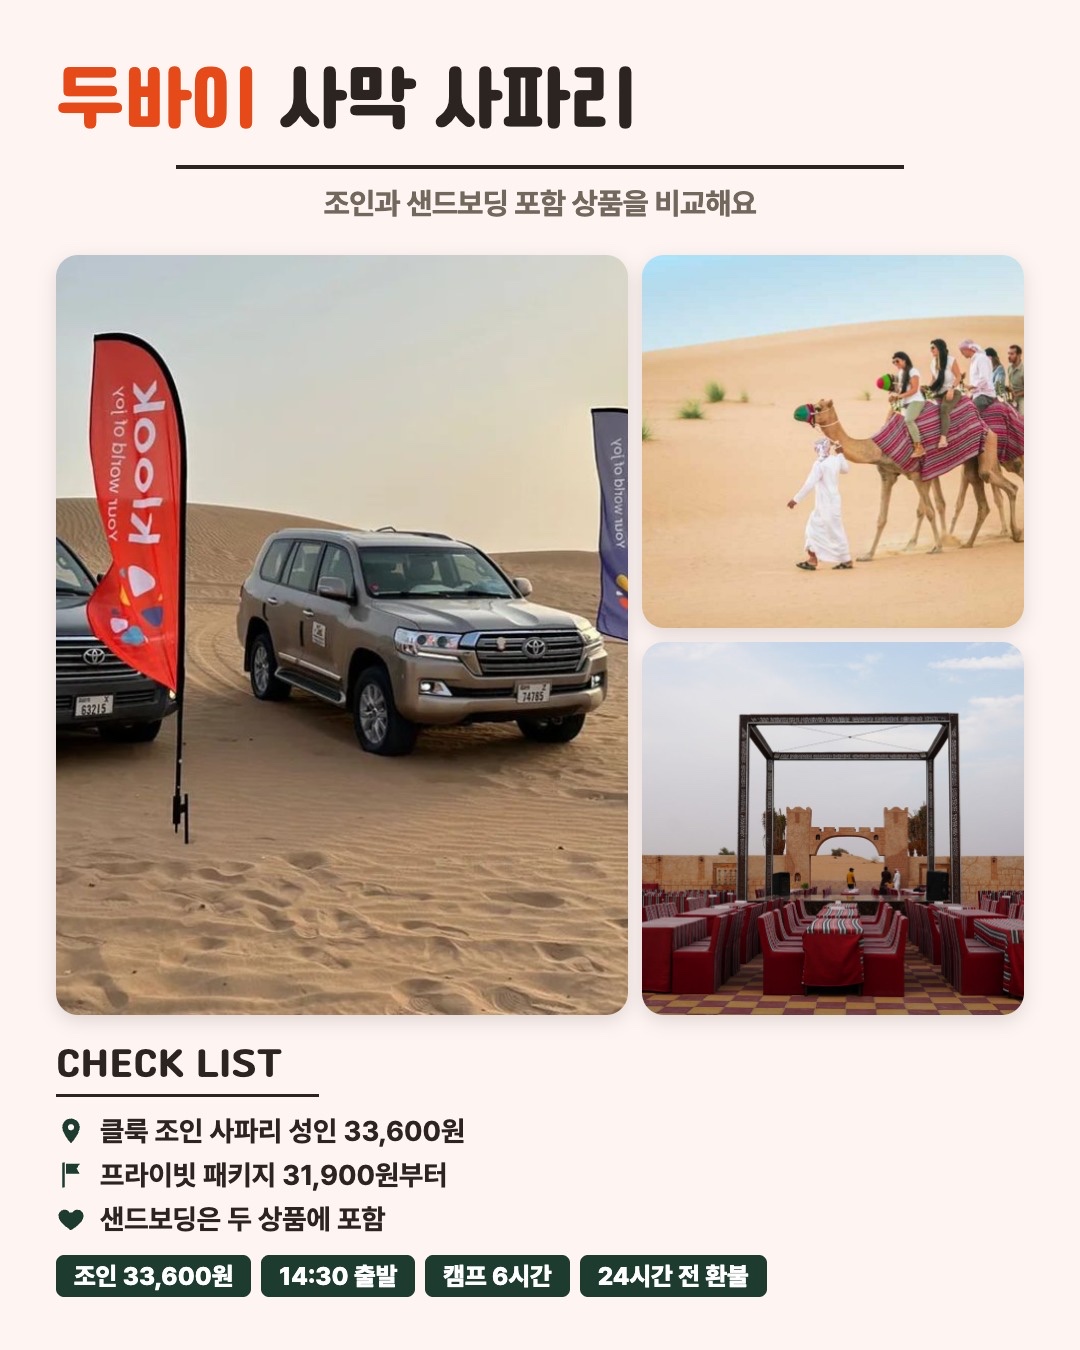 두바이 사막 사파리
조인과 샌드보딩 포함 상품을 비교해요
klook
Your world of joy
Your world of joy
63215
74785
CHECK LIST
클룩 조인 사파리 성인 33,600원
프라이빗 패키지 31,900원부터
샌드보딩은 두 상품에 포함
조인 33,600원
14:30 출발
캠프 6시간
24시간 전 환불